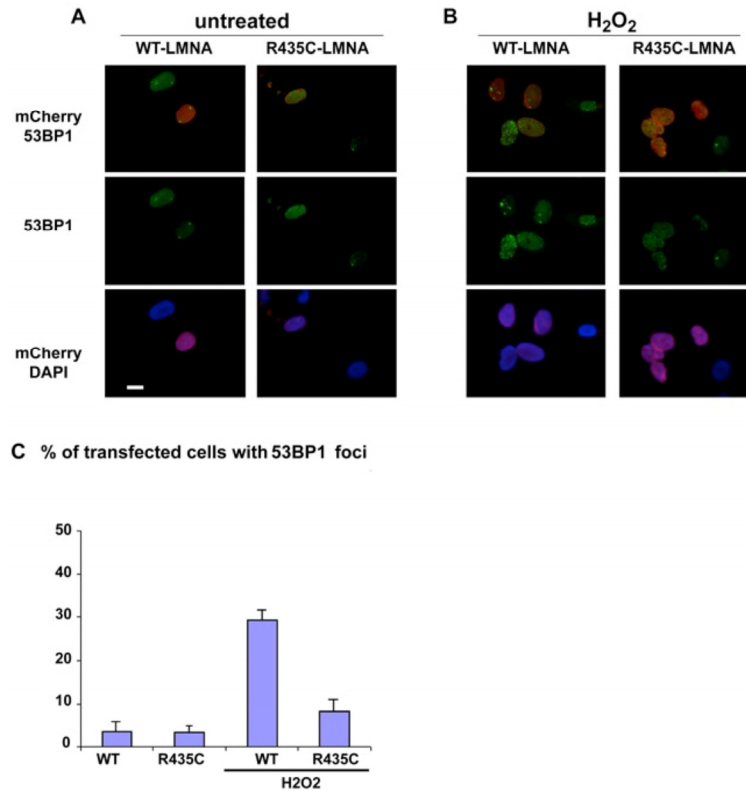 A
untreated
WT-LMNA R435C-LMNA
B
H2O2
WT-LMNA R435C-LMNA
mCherry
53BP1
53BP1
mCherry
DAPI
C % of transfected cells with 53BP1 foci
50
40
30
20
10
0
WT R435C WT R435C
H2O2